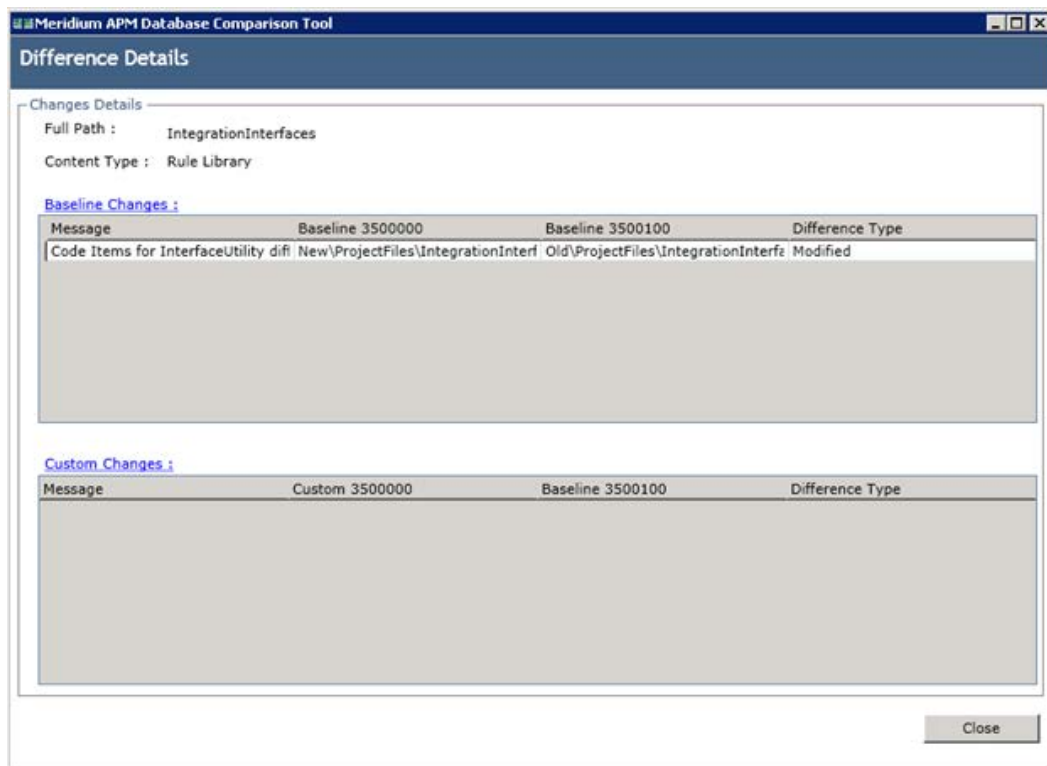 Meridium APM Database Comparison Tool
Difference Details
Changes Details
Full Path : IntegrationInterfaces
Content Type : Rule Library
Baseline Changes :
Message Baseline 3500000 Baseline 3500100 Difference Type
Code Items for InterfaceUtility diff New\ProjectFiles\IntegrationInterf Old\ProjectFiles\IntegrationInterfa Modified
Custom Changes :
Message Custom 3500000 Baseline 3500100 Difference Type
Close